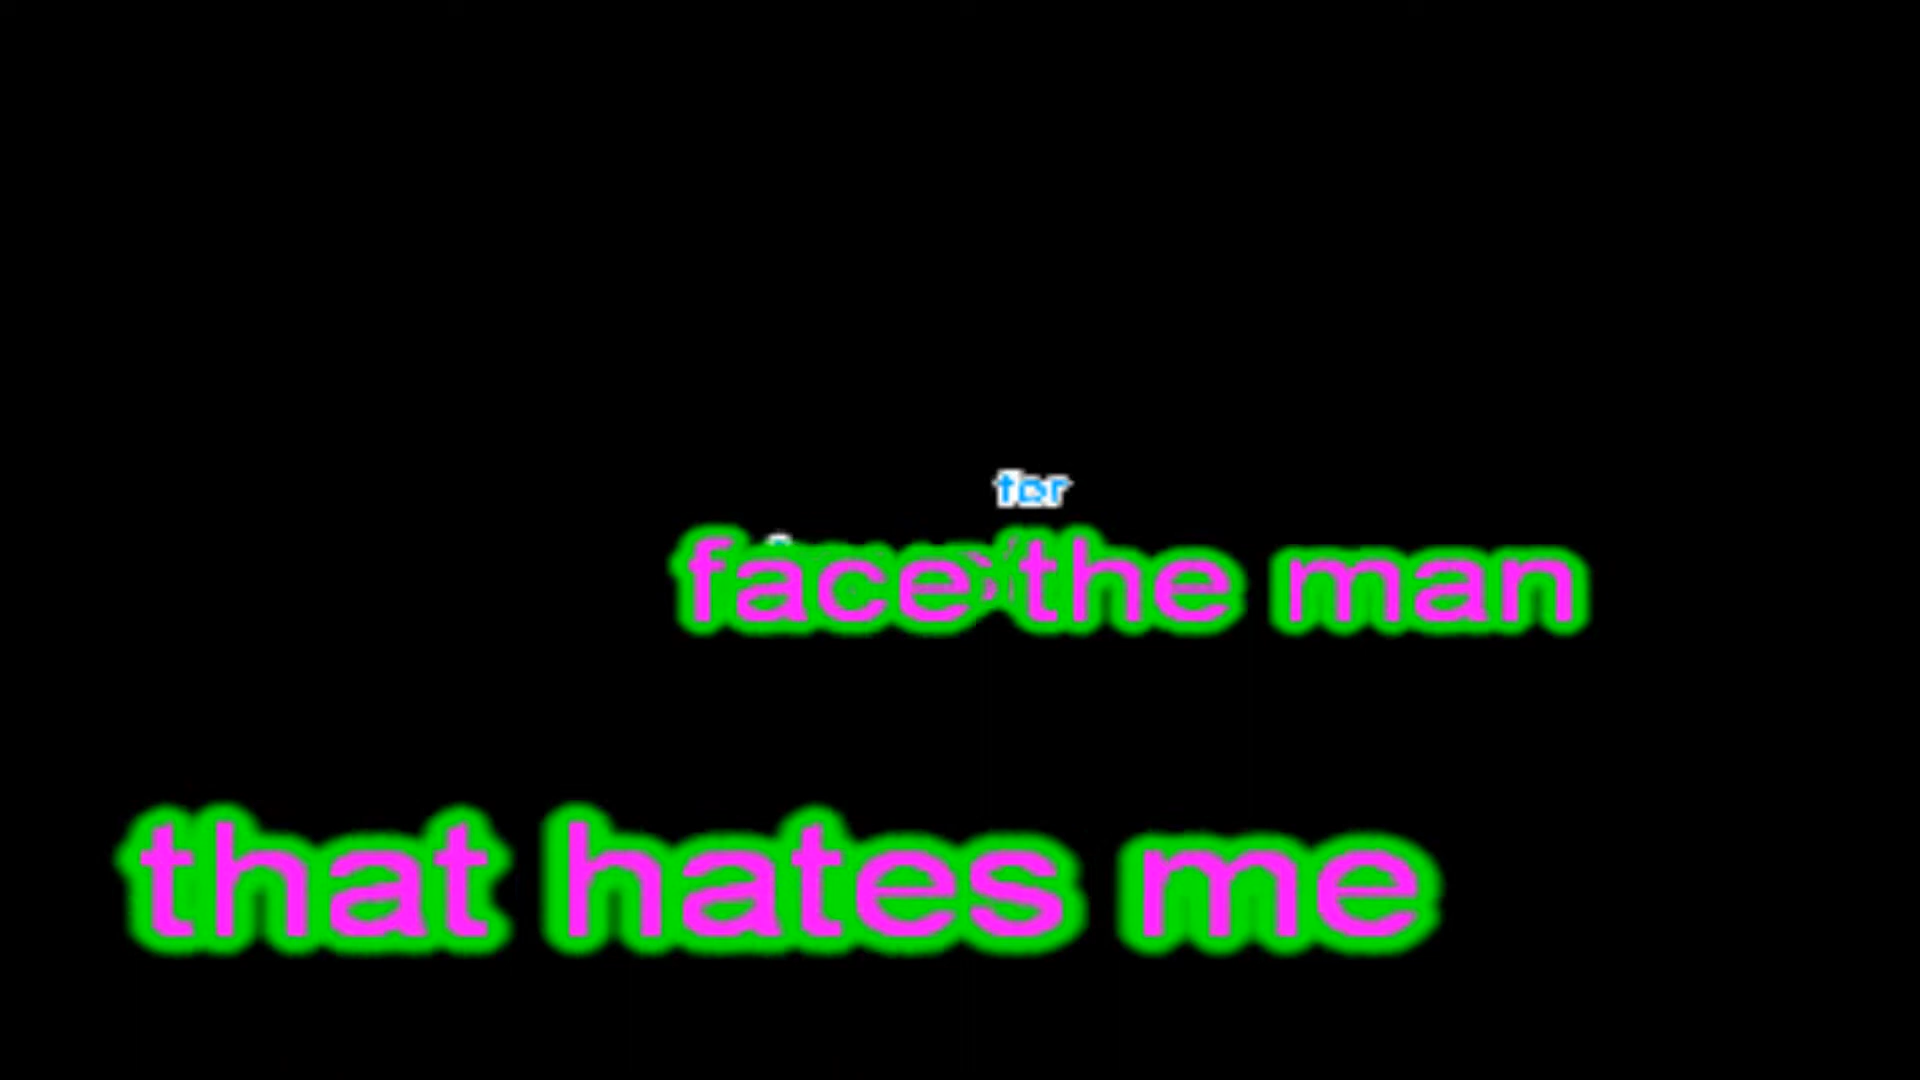 for
face the man
that hates me